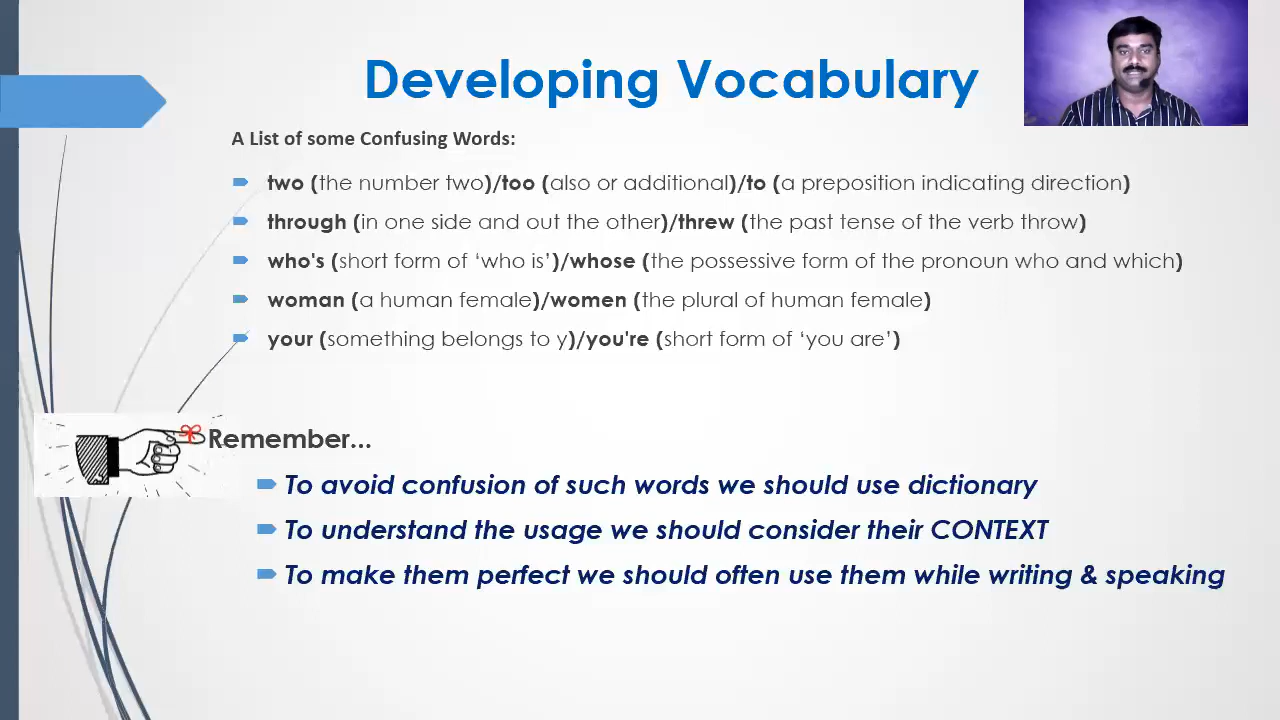 Developing Vocabulary
A List of some Confusing Words:
two (the number two)/too (also or additional)/to (a preposition indicating direction)
through (in one side and out the other)/threw (the past tense of the verb throw)
who's (short form of ‘who is’)/whose (the possessive form of the pronoun who and which)
woman (a human female)/women (the plural of human female)
your (something belongs to y)/you're (short form of ‘you are’)
Remember...
To avoid confusion of such words we should use dictionary
To understand the usage we should consider their CONTEXT
To make them perfect we should often use them while writing & speaking